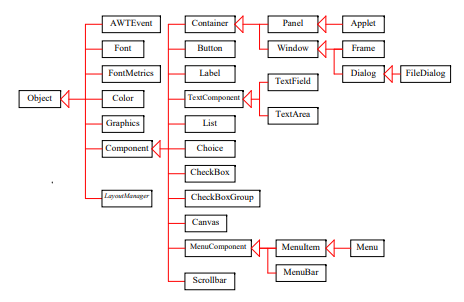 AWTEvent
Container
Panel
Applet
Font
Button
Window
Frame
FontMetrics
Label
Dialog
FileDialog
TextField
Object
Color
TextComponent
TextArea
Graphics
List
Component
Choice
CheckBox
LayoutManager
CheckBoxGroup
Canvas
MenuComponent
MenuItem
Menu
MenuBar
Scrollbar